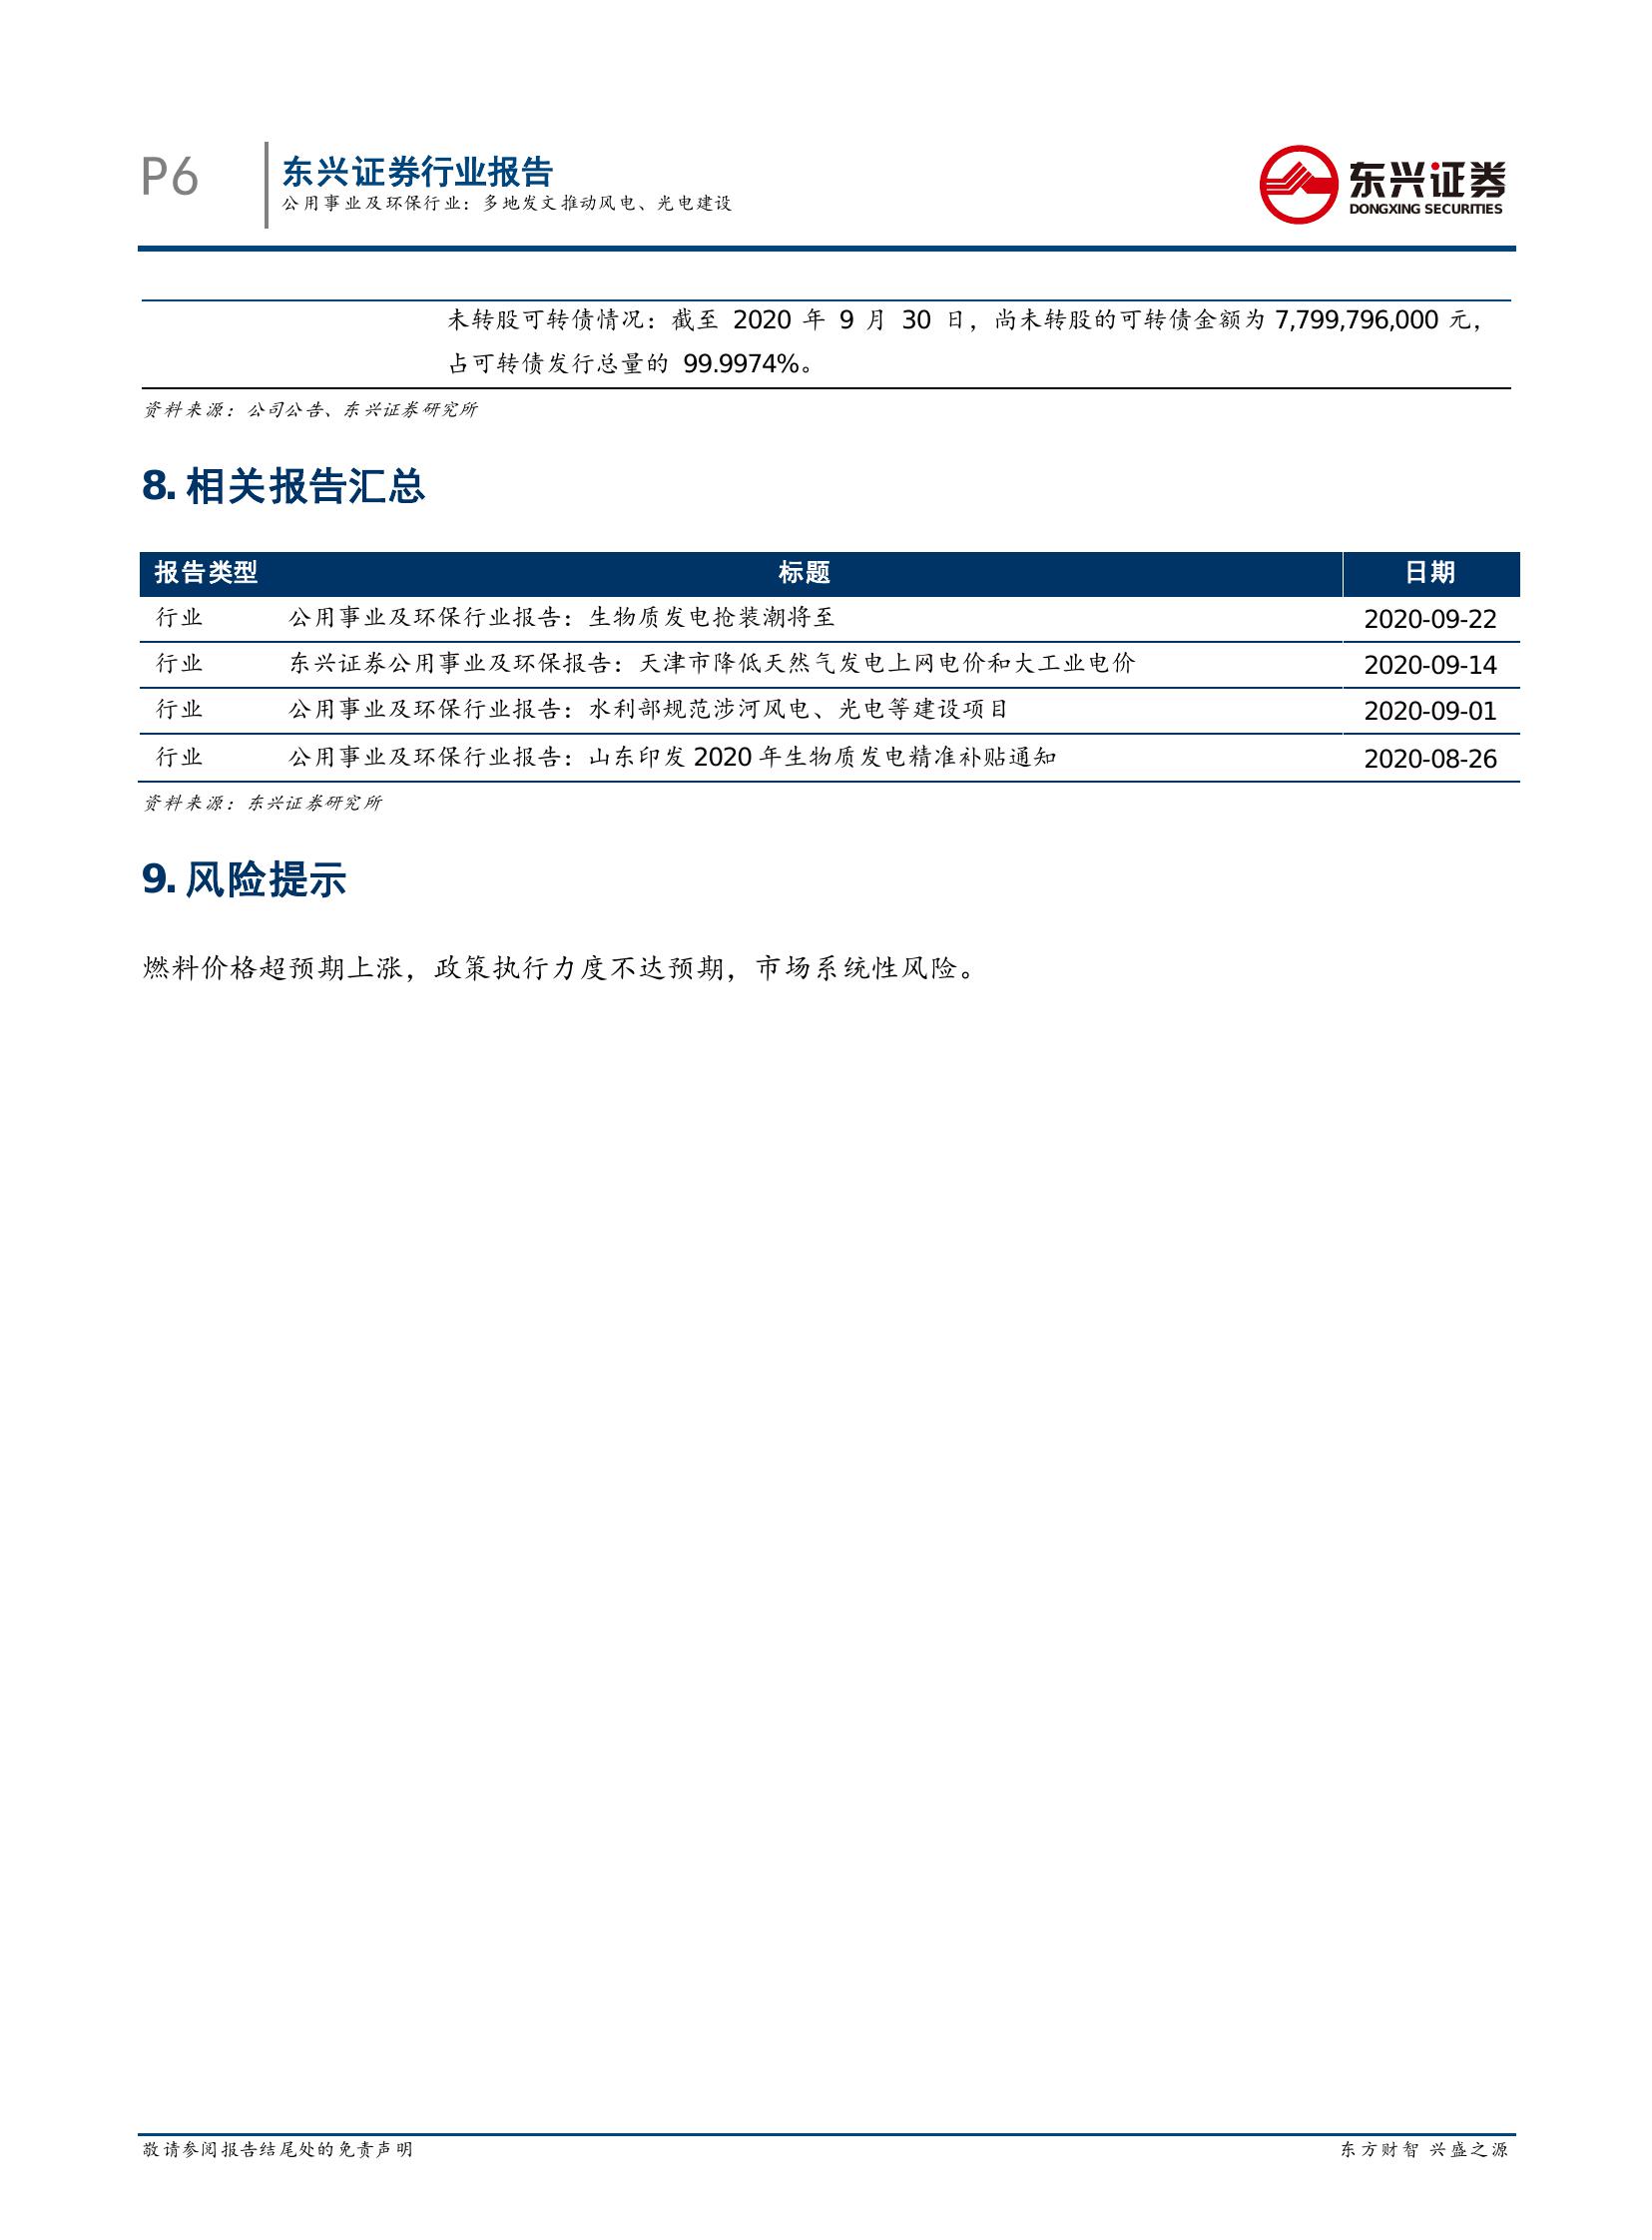 P6
东兴证券行业报告
公用事业及环保行业：多地发文推动风电、光电建设
东兴证券
DONGXING SECURITIES
未转股可转债情况：截至 2020 年 9 月 30 日，尚未转股的可转债金额为 7,799,796,000 元，
占可转债发行总量的 99.9974%。
资料来源：公司公告、东兴证券研究所
8. 相关报告汇总
报告类型 标题 日期
行业 公用事业及环保行业报告：生物质发电抢装潮将至 2020-09-22
行业 东兴证券公用事业及环保报告：天津市降低天然气发电上网电价和大工业电价 2020-09-14
行业 公用事业及环保行业报告：水利部规范涉河风电、光电等建设项目 2020-09-01
行业 公用事业及环保行业报告：山东印发 2020 年生物质发电精准补贴通知 2020-08-26
资料来源：东兴证券研究所
9. 风险提示
燃料价格超预期上涨，政策执行力度不达预期，市场系统性风险。
敬请参阅报告结尾处的免责声明 东方财智 兴盛之源